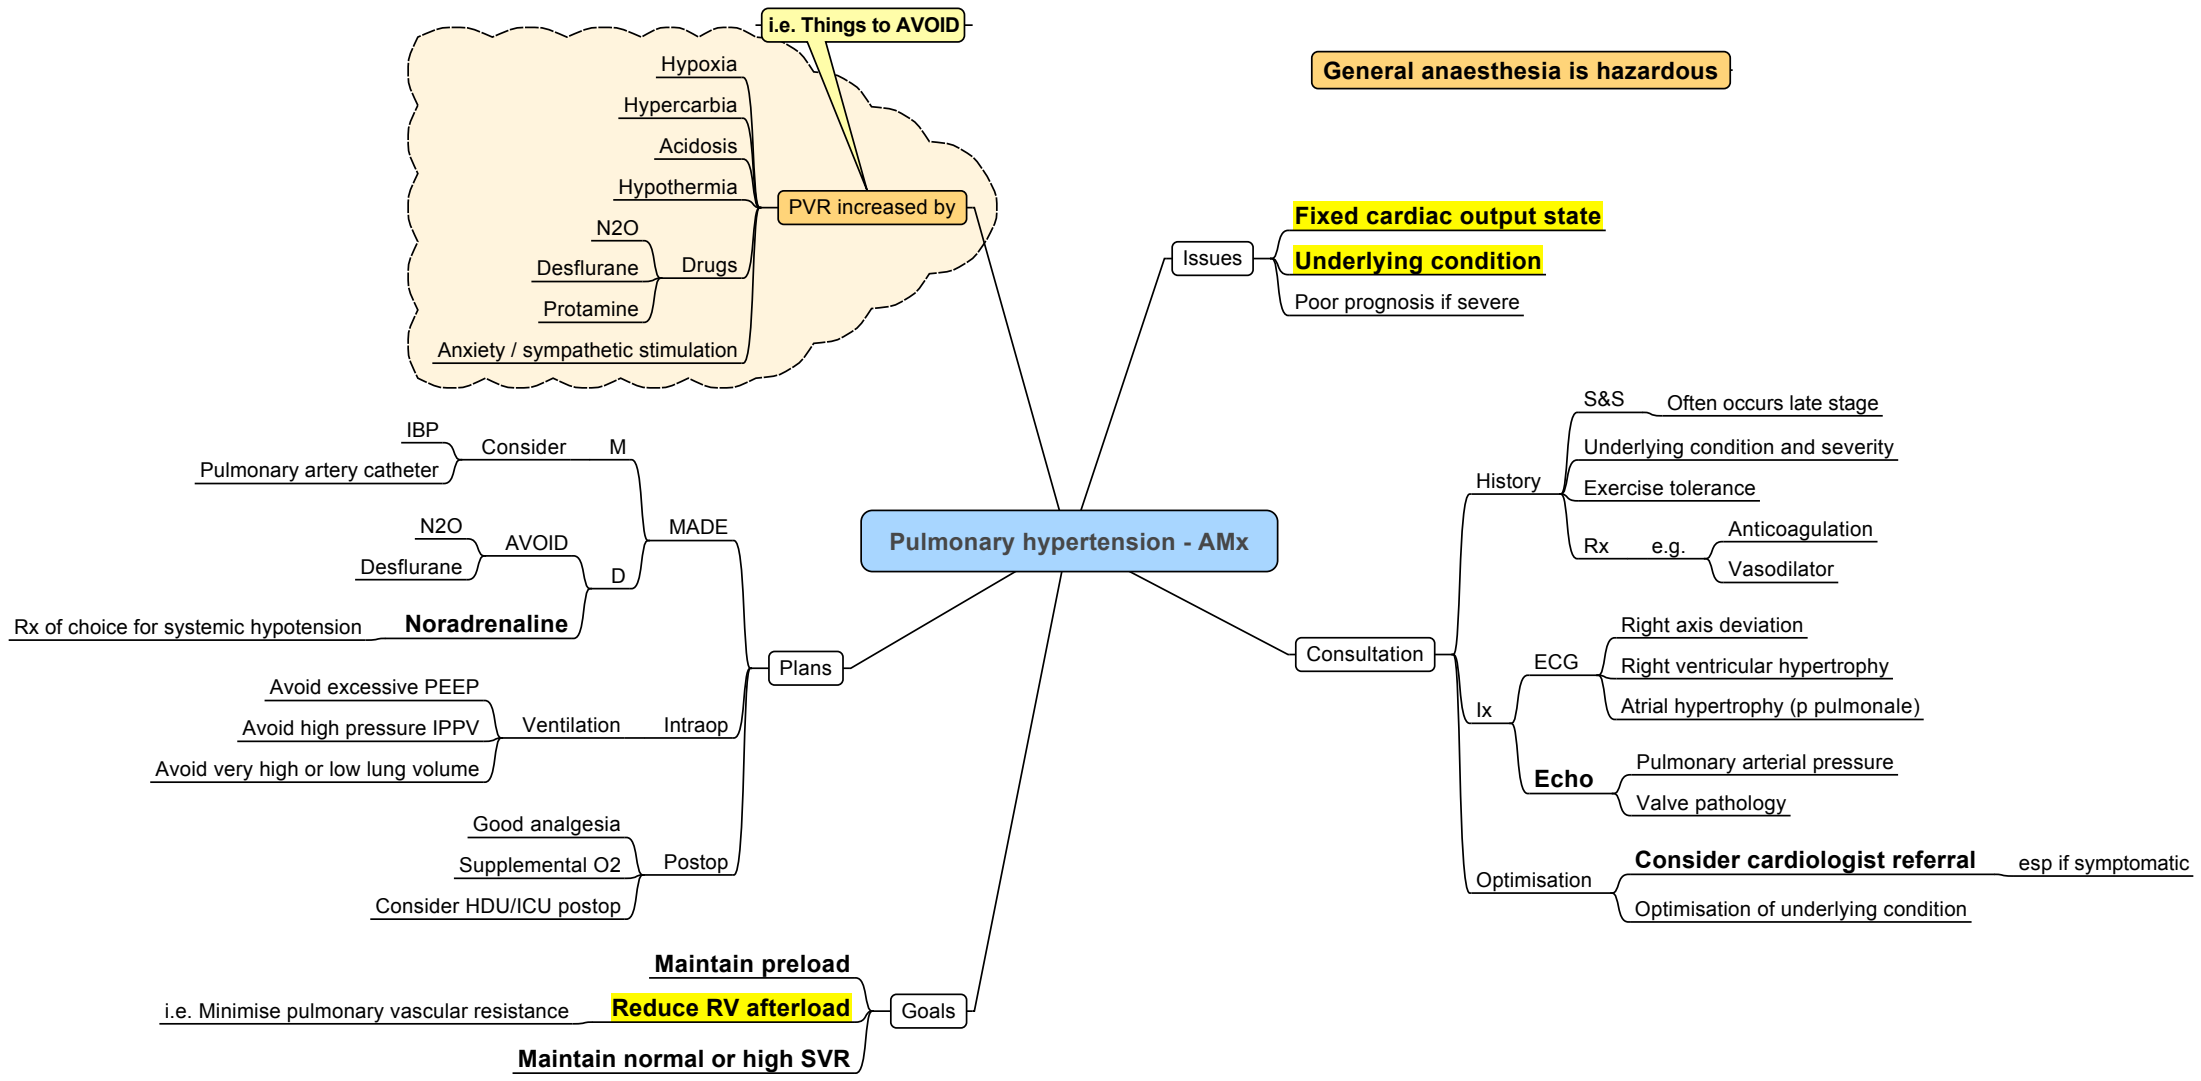 i.e. Things to AVOID
General anaesthesia is hazardous
Pulmonary hypertension - AMx
Issues
Fixed cardiac output state
Underlying condition
Poor prognosis if severe
Consultation
History
S&S
Often occurs late stage
Underlying condition and severity
Exercise tolerance
Rx
e.g.
Anticoagulation
Vasodilator
Ix
ECG
Right axis deviation
Right ventricular hypertrophy
Atrial hypertrophy (p pulmonale)
Echo
Pulmonary arterial pressure
Valve pathology
Optimisation
Consider cardiologist referral
esp if symptomatic
Optimisation of underlying condition
PVR increased by
Hypoxia
Hypercarbia
Acidosis
Hypothermia
Drugs
N2O
Desflurane
Protamine
Anxiety / sympathetic stimulation
Plans
MADE
M
Consider
IBP
Pulmonary artery catheter
D
AVOID
N2O
Desflurane
Noradrenaline
Rx of choice for systemic hypotension
Intraop
Ventilation
Avoid excessive PEEP
Avoid high pressure IPPV
Avoid very high or low lung volume
Postop
Good analgesia
Supplemental O2
Consider HDU/ICU postop
Goals
Maintain preload
Reduce RV afterload
i.e. Minimise pulmonary vascular resistance
Maintain normal or high SVR